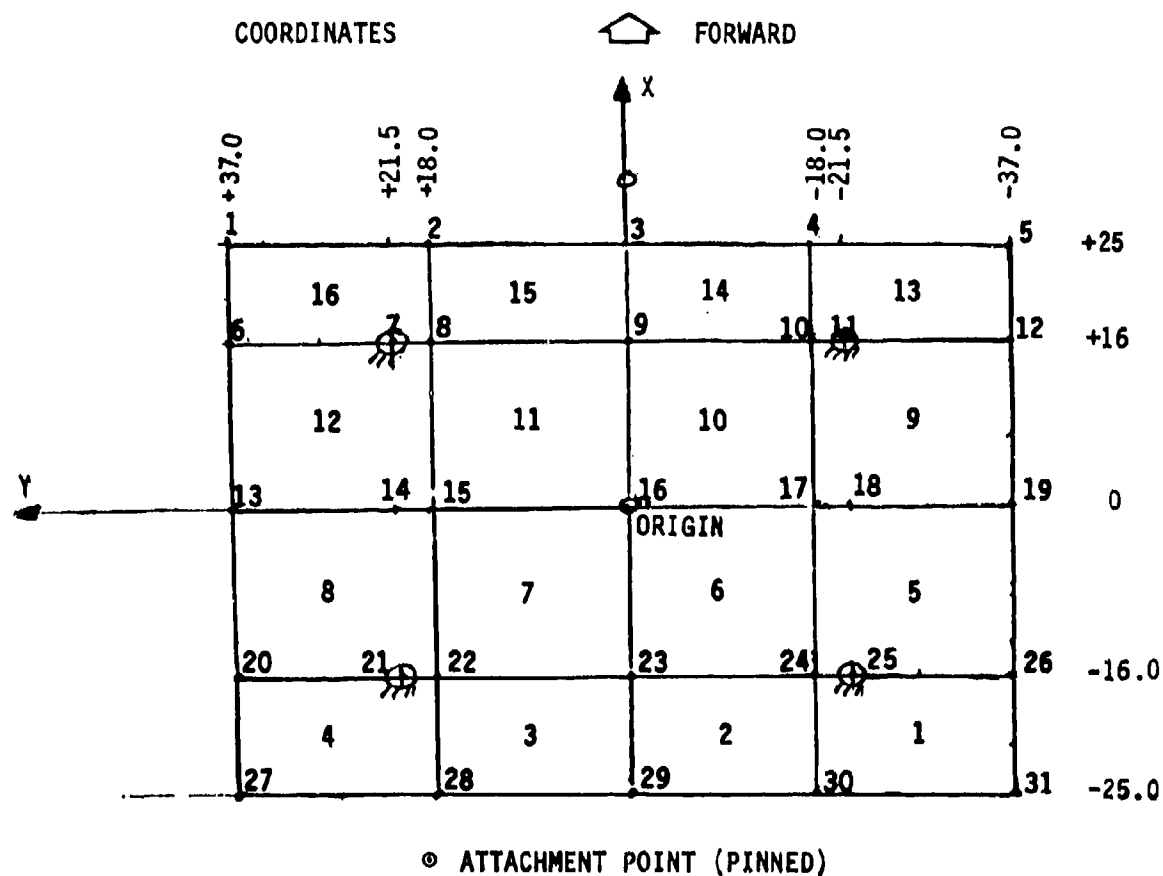 COORDINATES FORWARD
X
+37.0 +21.5 +18.0 -18.0 -21.5 -37.0
1 2 3 4 5 +25
16 15 14 13
6 7 8 9 10 11 12 +16
12 11 10 9
Y 13 14 15 16 17 18 19 0
ORIGIN
8 7 6 5
20 21 22 23 24 25 26 -16.0
4 3 2 1
27 28 29 30 31 -25.0
ATTACHMENT POINT (PINNED)